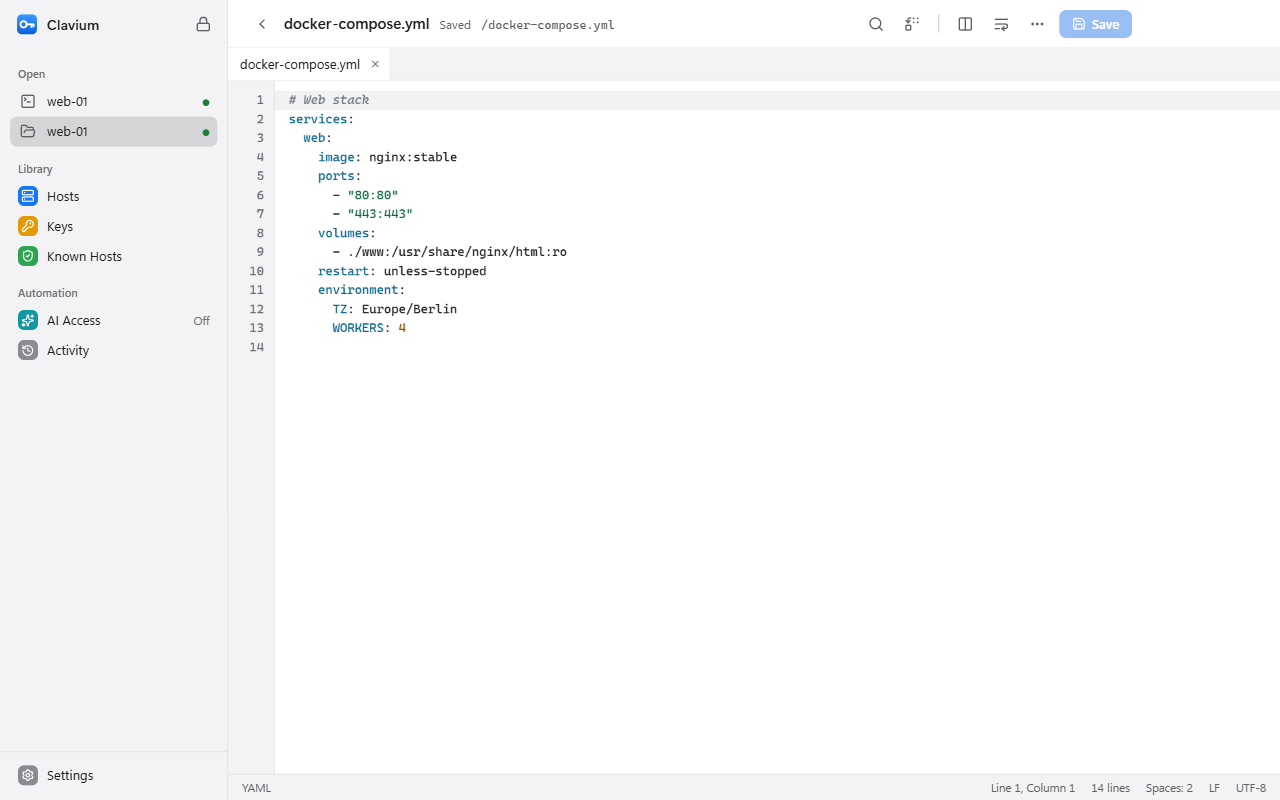 Clavium
Open
web-01
web-01
Library
Hosts
Keys
Known Hosts
Automation
AI Access Off
Activity
Settings
docker-compose.yml Saved /docker-compose.yml
Save
docker-compose.yml ×
1 # Web stack
2 services:
3   web:
4     image: nginx:stable
5     ports:
6       - "80:80"
7       - "443:443"
8     volumes:
9       - ./www:/usr/share/nginx/html:ro
10     restart: unless-stopped
11     environment:
12       TZ: Europe/Berlin
13       WORKERS: 4
14
YAML Line 1, Column 1 14 lines Spaces: 2 LF UTF-8